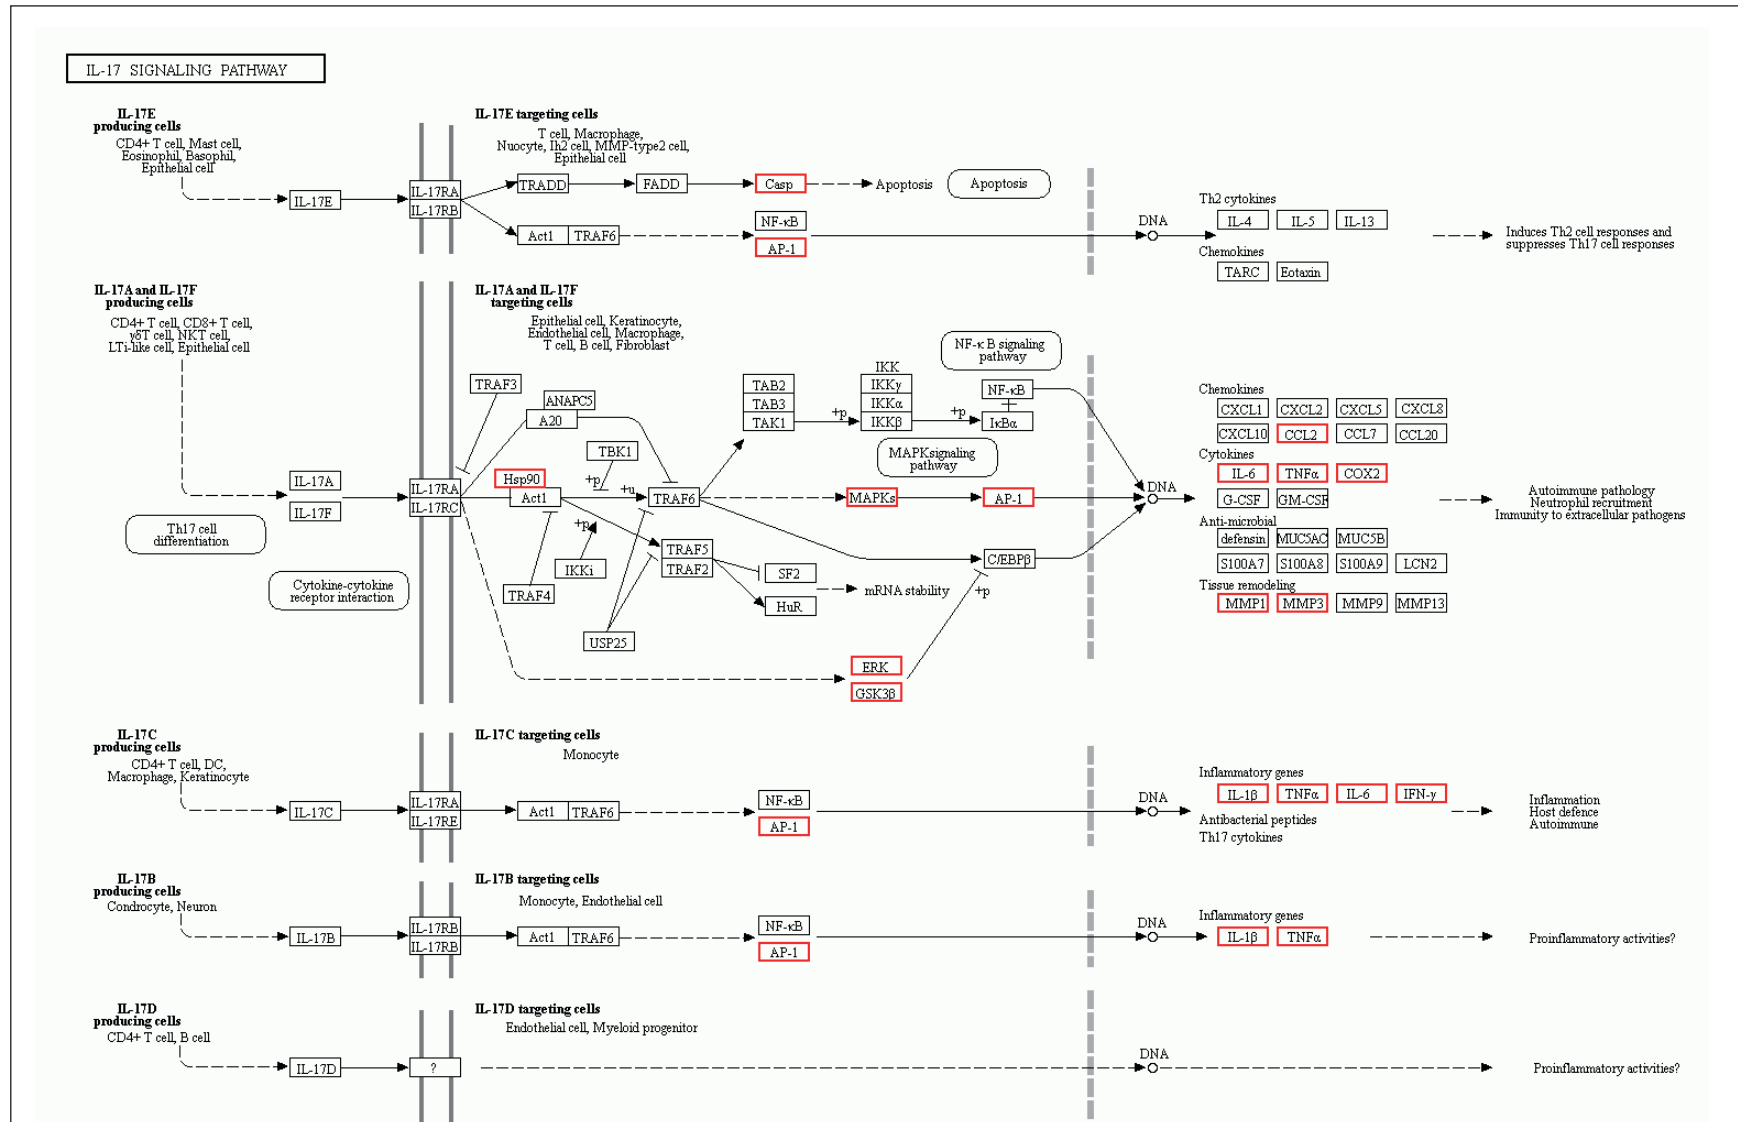 IL-17 SIGNALING PATHWAY
IL-17E
producing cells
CD4+ T cell, Mast cell,
Eosinophil, Basophil,
Epithelial cell
IL-17E targeting cells
T cell, Macrophage,
Nuocyte, Ih2 cell, MMP-type2 cell,
Epithelial cell
IL-17E
IL-17RA
IL-17RB
TRADD
FADD
Casp
Apoptosis
Apoptosis
Act1
TRAF6
NF-κB
AP-1
DNA
Th2 cytokines
IL-4
IL-5
IL-13
Chemokines
TARC
Eotaxin
Induces Th2 cell responses and
suppresses Th17 cell responses
IL-17A and IL-17F
producing cells
CD4+ T cell, CD8+ T cell,
γδT cell, NKT cell,
LTi-like cell, Epithelial cell
IL-17A and IL-17F
targeting cells
Epithelial cell, Keratinocyte,
Endothelial cell, Macrophage,
T cell, B cell, Fibroblast
NF-κB signaling
pathway
TRAF3
ANAPC5
A20
TBK1
TAB2
TAB3
TAK1
+p
IKK
IKKγ
IKKα
IKKβ
+p
NF-κB
IκBα
MAPKsignaling
pathway
IL-17A
IL-17F
IL-17RA
IL-17RC
Hsp90
Act1
+p
+u
TRAF6
MAPKs
AP-1
DNA
+p
TRAF5
TRAF2
C/EBPβ
+p
IKKi
TRAF4
USP25
SF2
HuR
mRNA stability
ERK
GSK3β
Th17 cell
differentiation
Cytokine-cytokine
receptor interaction
Chemokines
CXCL1
CXCL2
CXCL5
CXCL8
CXCL10
CCL2
CCL7
CCL20
Cytokines
IL-6
TNFα
COX2
G-CSF
GM-CSF
Anti-microbial
defensin
MUC5AC
MUC5B
S100A7
S100A8
S100A9
LCN2
Tissue remodeling
MMP1
MMP3
MMP9
MMP13
Autoimmune pathology
Neutrophil recruitment
Immunity to extracellular pathogens
IL-17C
producing cells
CD4+ T cell, DC,
Macrophage, Keratinocyte
IL-17C targeting cells
Monocyte
IL-17C
IL-17RA
IL-17RE
Act1
TRAF6
NF-κB
AP-1
DNA
Inflammatory genes
IL-1β
TNFα
IL-6
IFN-γ
Antibacterial peptides
Th17 cytokines
Inflammation
Host defence
Autoimmune
IL-17B
producing cells
Condrocyte, Neuron
IL-17B targeting cells
Monocyte, Endothelial cell
IL-17B
IL-17RB
IL-17RB
Act1
TRAF6
NF-κB
AP-1
DNA
Inflammatory genes
IL-1β
TNFα
Proinflammatory activities?
IL-17D
producing cells
CD4+ T cell, B cell
IL-17D targeting cells
Endothelial cell, Myeloid progenitor
IL-17D
?
DNA
Proinflammatory activities?